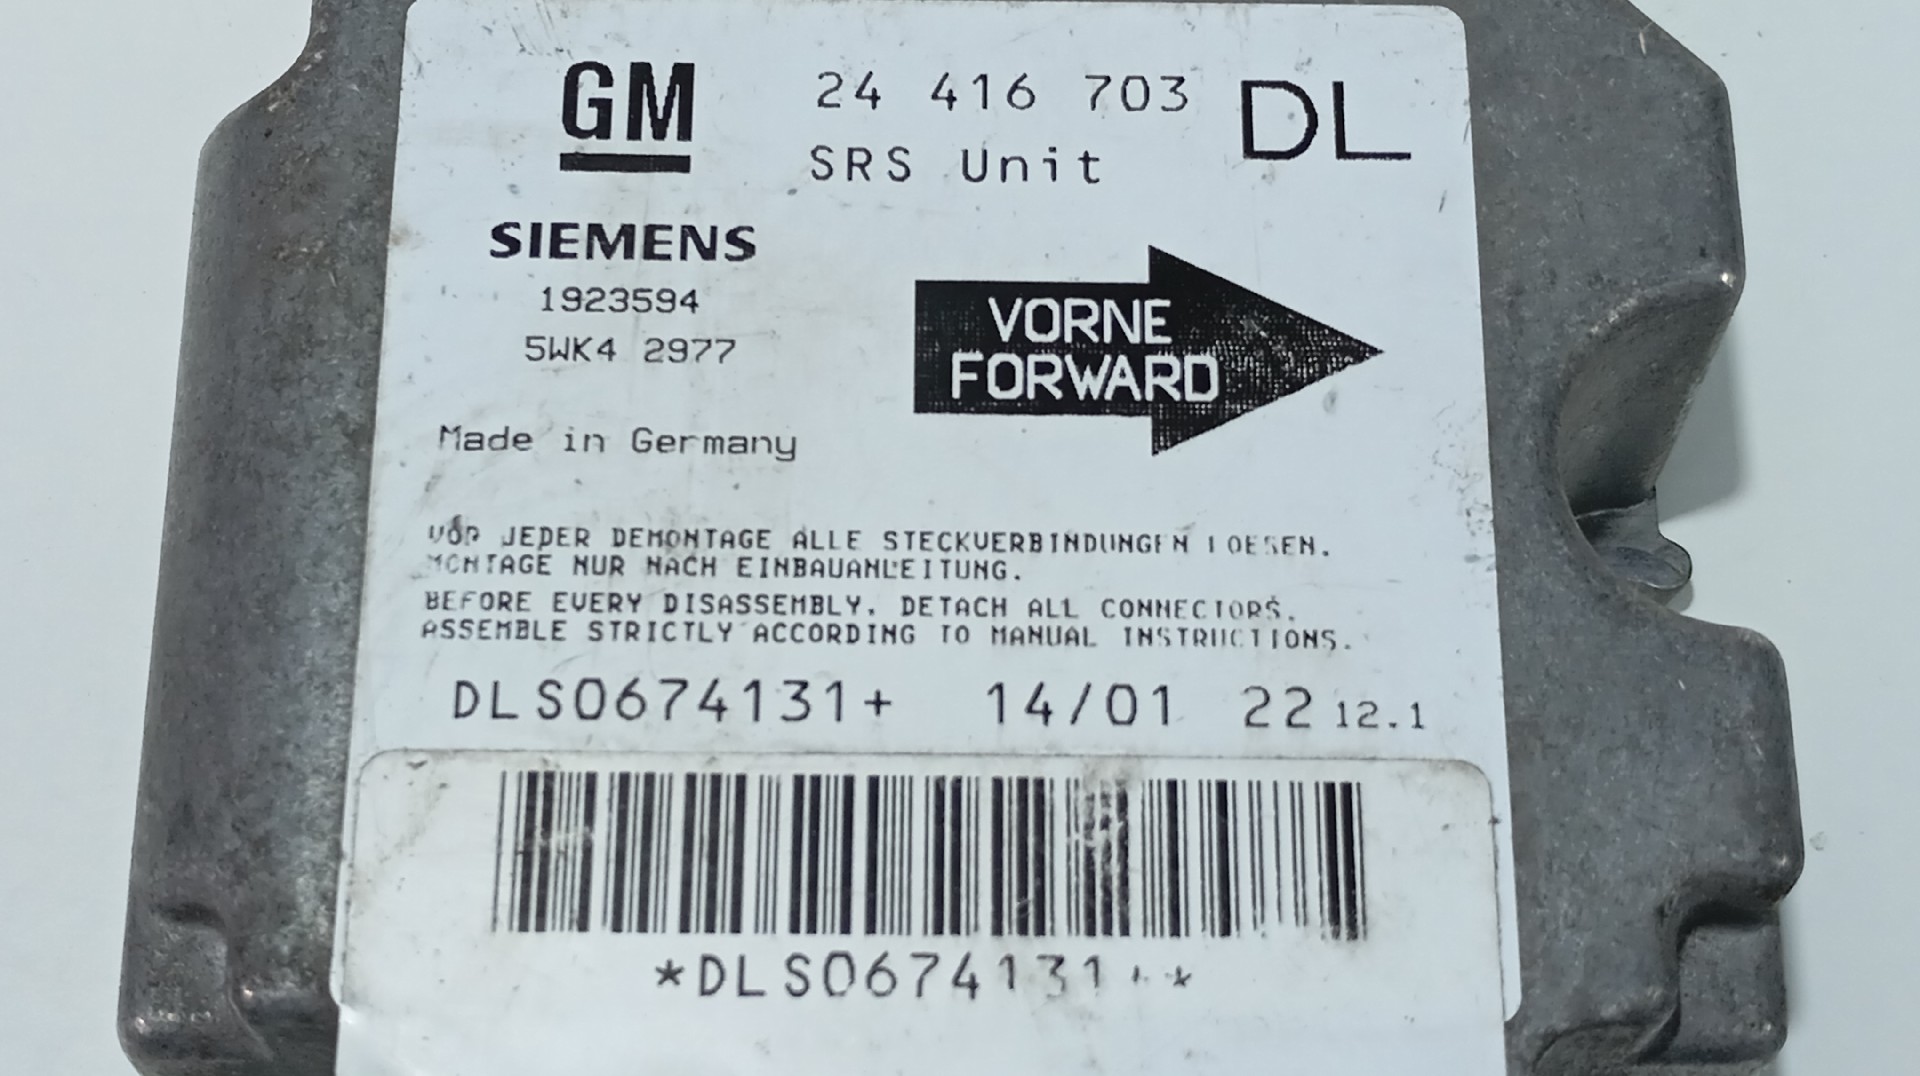 GM 24 416 703 DL
SRS Unit
SIEMENS
1923594
5WK4 2977
VORNE
FORWARD
Made in Germany
VOR JEDER DEMONTAGE ALLE STECKVERBINDUNGEN LOESEN.
MONTAGE NUR NACH EINBAUANLEITUNG.
BEFORE EVERY DISASSEMBLY, DETACH ALL CONNECTORS.
ASSEMBLE STRICTLY ACCORDING TO MANUAL INSTRUCTIONS.
DLS0674131+ 14/01 22 12.1
*DLS0674131+*